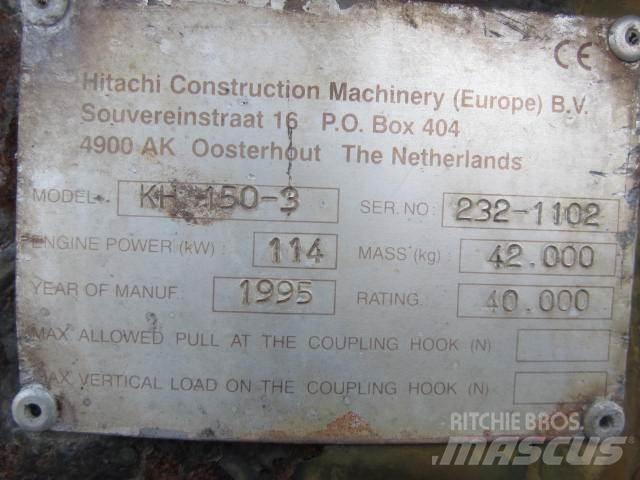 CE
Hitachi Construction Machinery (Europe) B.V.
Souvereinstraat 16 P.O. Box 404
4900 AK Oosterhout The Netherlands
MODEL KH 150-3 SER. NO: 232-1102
ENGINE POWER (kW) 114 MASS (kg) 42.000
YEAR OF MANUF. 1995 RATING 40.000
MAX ALLOWED PULL AT THE COUPLING HOOK (N)
MAX VERTICAL LOAD ON THE COUPLING HOOK (N)
RITCHIE BROS.
MASCUS